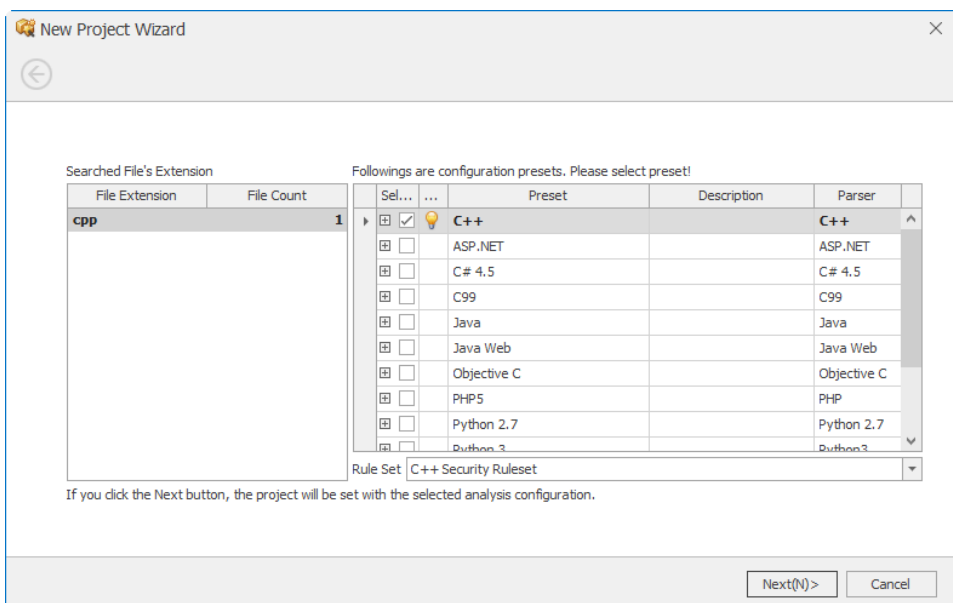 New Project Wizard
Searched File's Extension
Followings are configuration presets. Please select preset!
File Extension File Count
Sel... ... Preset Description Parser
cpp 1
C++ C++
ASP.NET ASP.NET
C# 4.5 C# 4.5
C99 C99
Java Java
Java Web Java Web
Objective C Objective C
PHP5 PHP
Python 2.7 Python 2.7
Python 3 Python3
Rule Set C++ Security Ruleset
If you click the Next button, the project will be set with the selected analysis configuration.
Next(N)> Cancel